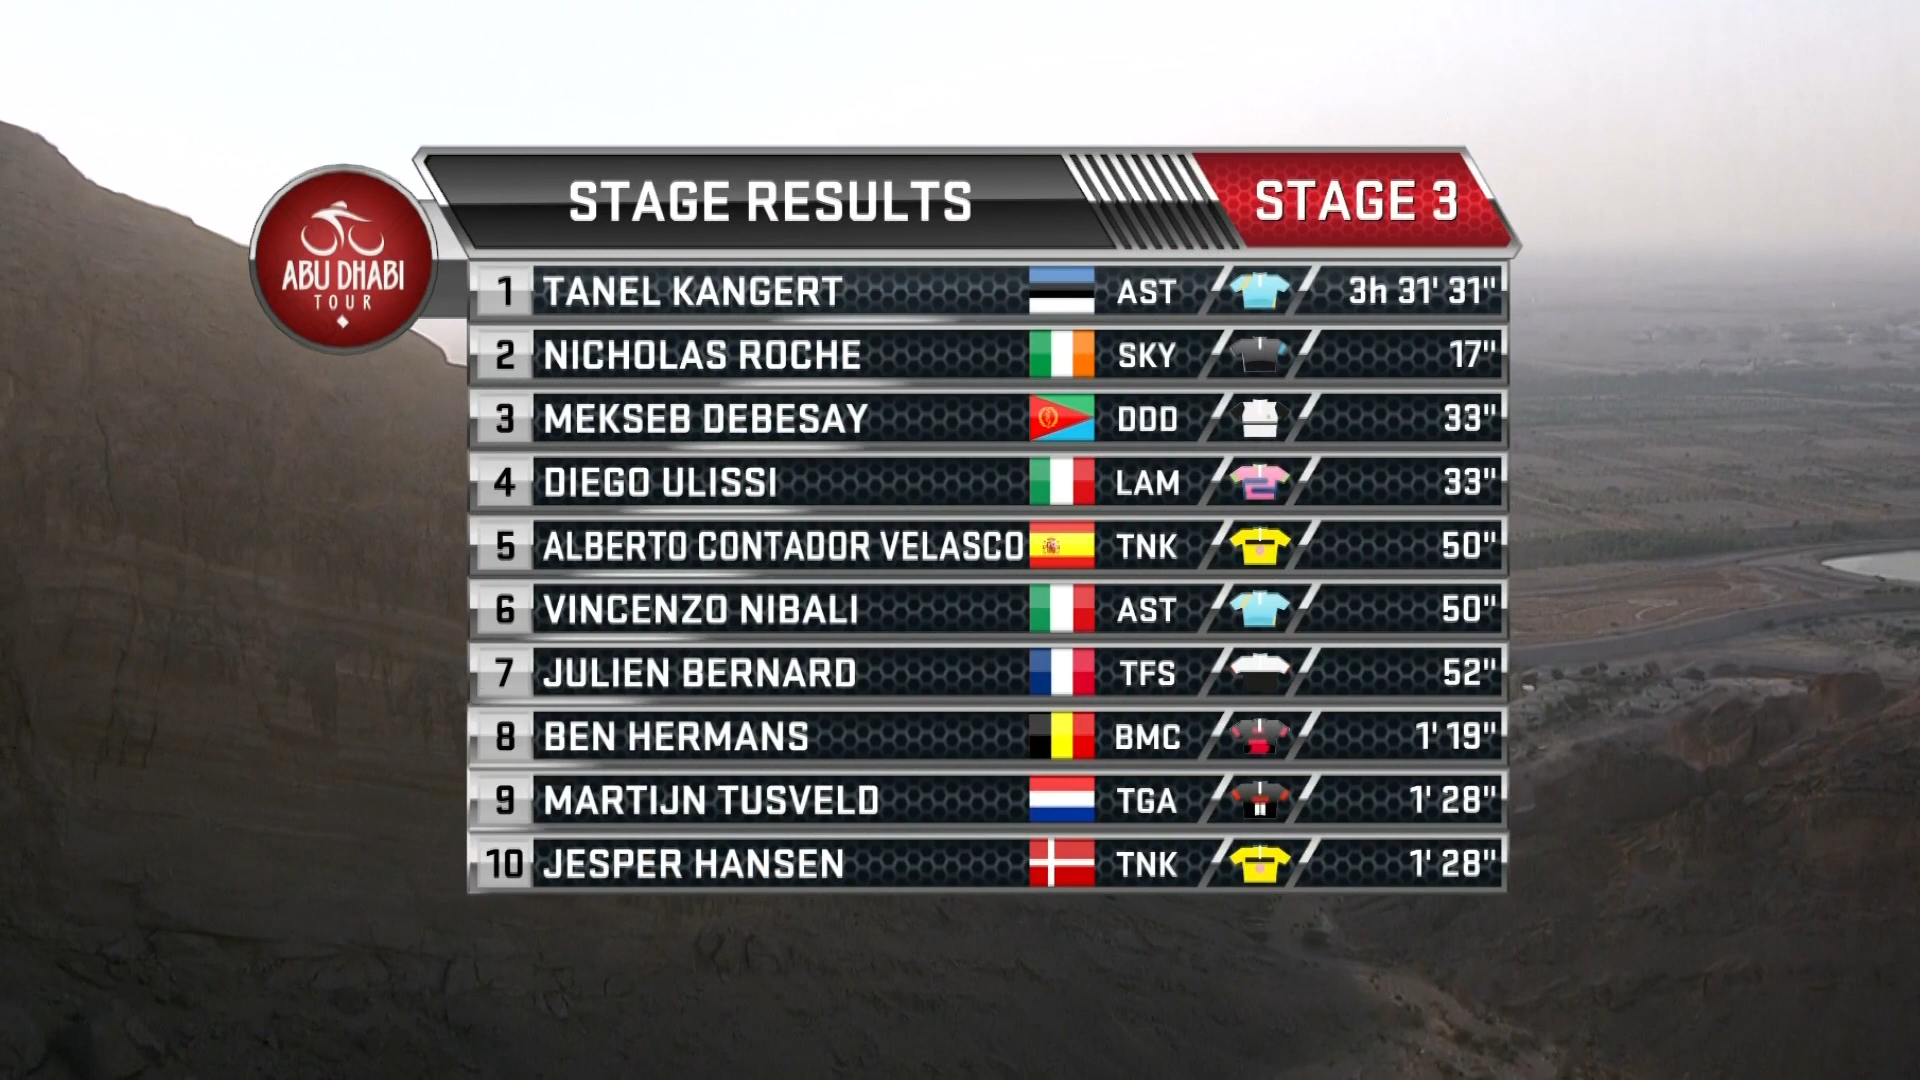 STAGE RESULTS STAGE 3
ABU DHABI
TOUR
1 TANEL KANGERT AST 3h 31' 31"
2 NICHOLAS ROCHE SKY 17"
3 MEKSEB DEBESAY DDD 33"
4 DIEGO ULISSI LAM 33"
5 ALBERTO CONTADOR VELASCO TNK 50"
6 VINCENZO NIBALI AST 50"
7 JULIEN BERNARD TFS 52"
8 BEN HERMANS BMC 1' 19"
9 MARTIJN TUSVELD TGA 1' 28"
10 JESPER HANSEN TNK 1' 28"